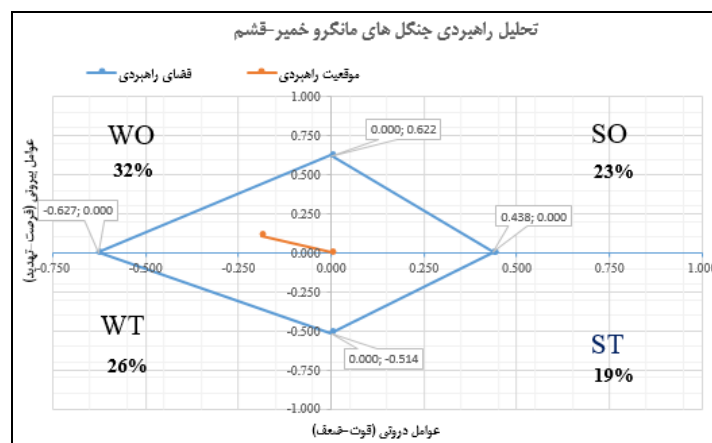 تحلیل راهبردی جنگل های مانگرو خمیر-قشم
موقعیت راهبردی
فضای راهبردی
1.000
WO
32%
0.000; 0.622
SO
23%
0.750
0.500
-0.627; 0.000
0.250
0.438; 0.000
0.000
-0.750
-0.500
-0.250
0.000
0.250
0.500
0.750
1.000
-0.250
WT
26%
-0.500
0.000; -0.514
ST
19%
-0.750
-1.000
عوامل بیرونی (فرصت-تهدید)
عوامل درونی (قوت-ضعف)